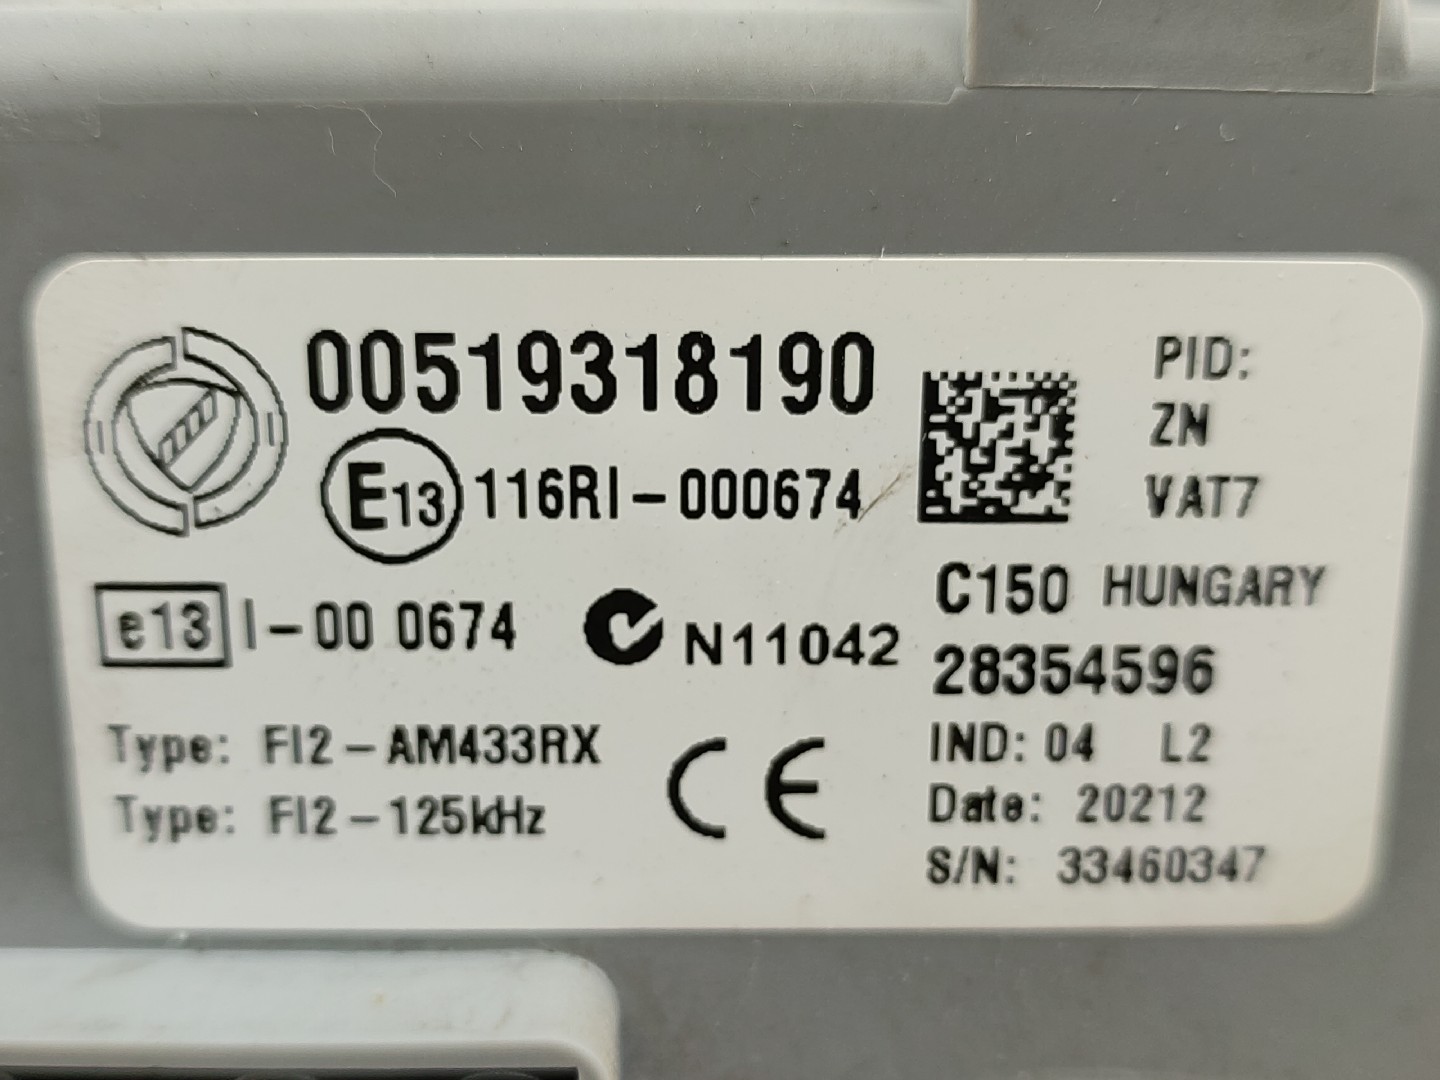 00519318190
E13 116RI-000674
e13 I-00 0674
N11042
Type: FI2-AM433RX
Type: FI2-125kHz
CE
PID:
ZN
VAT7
C150 HUNGARY
28354596
IND: 04 L2
Date: 20212
S/N: 33460347